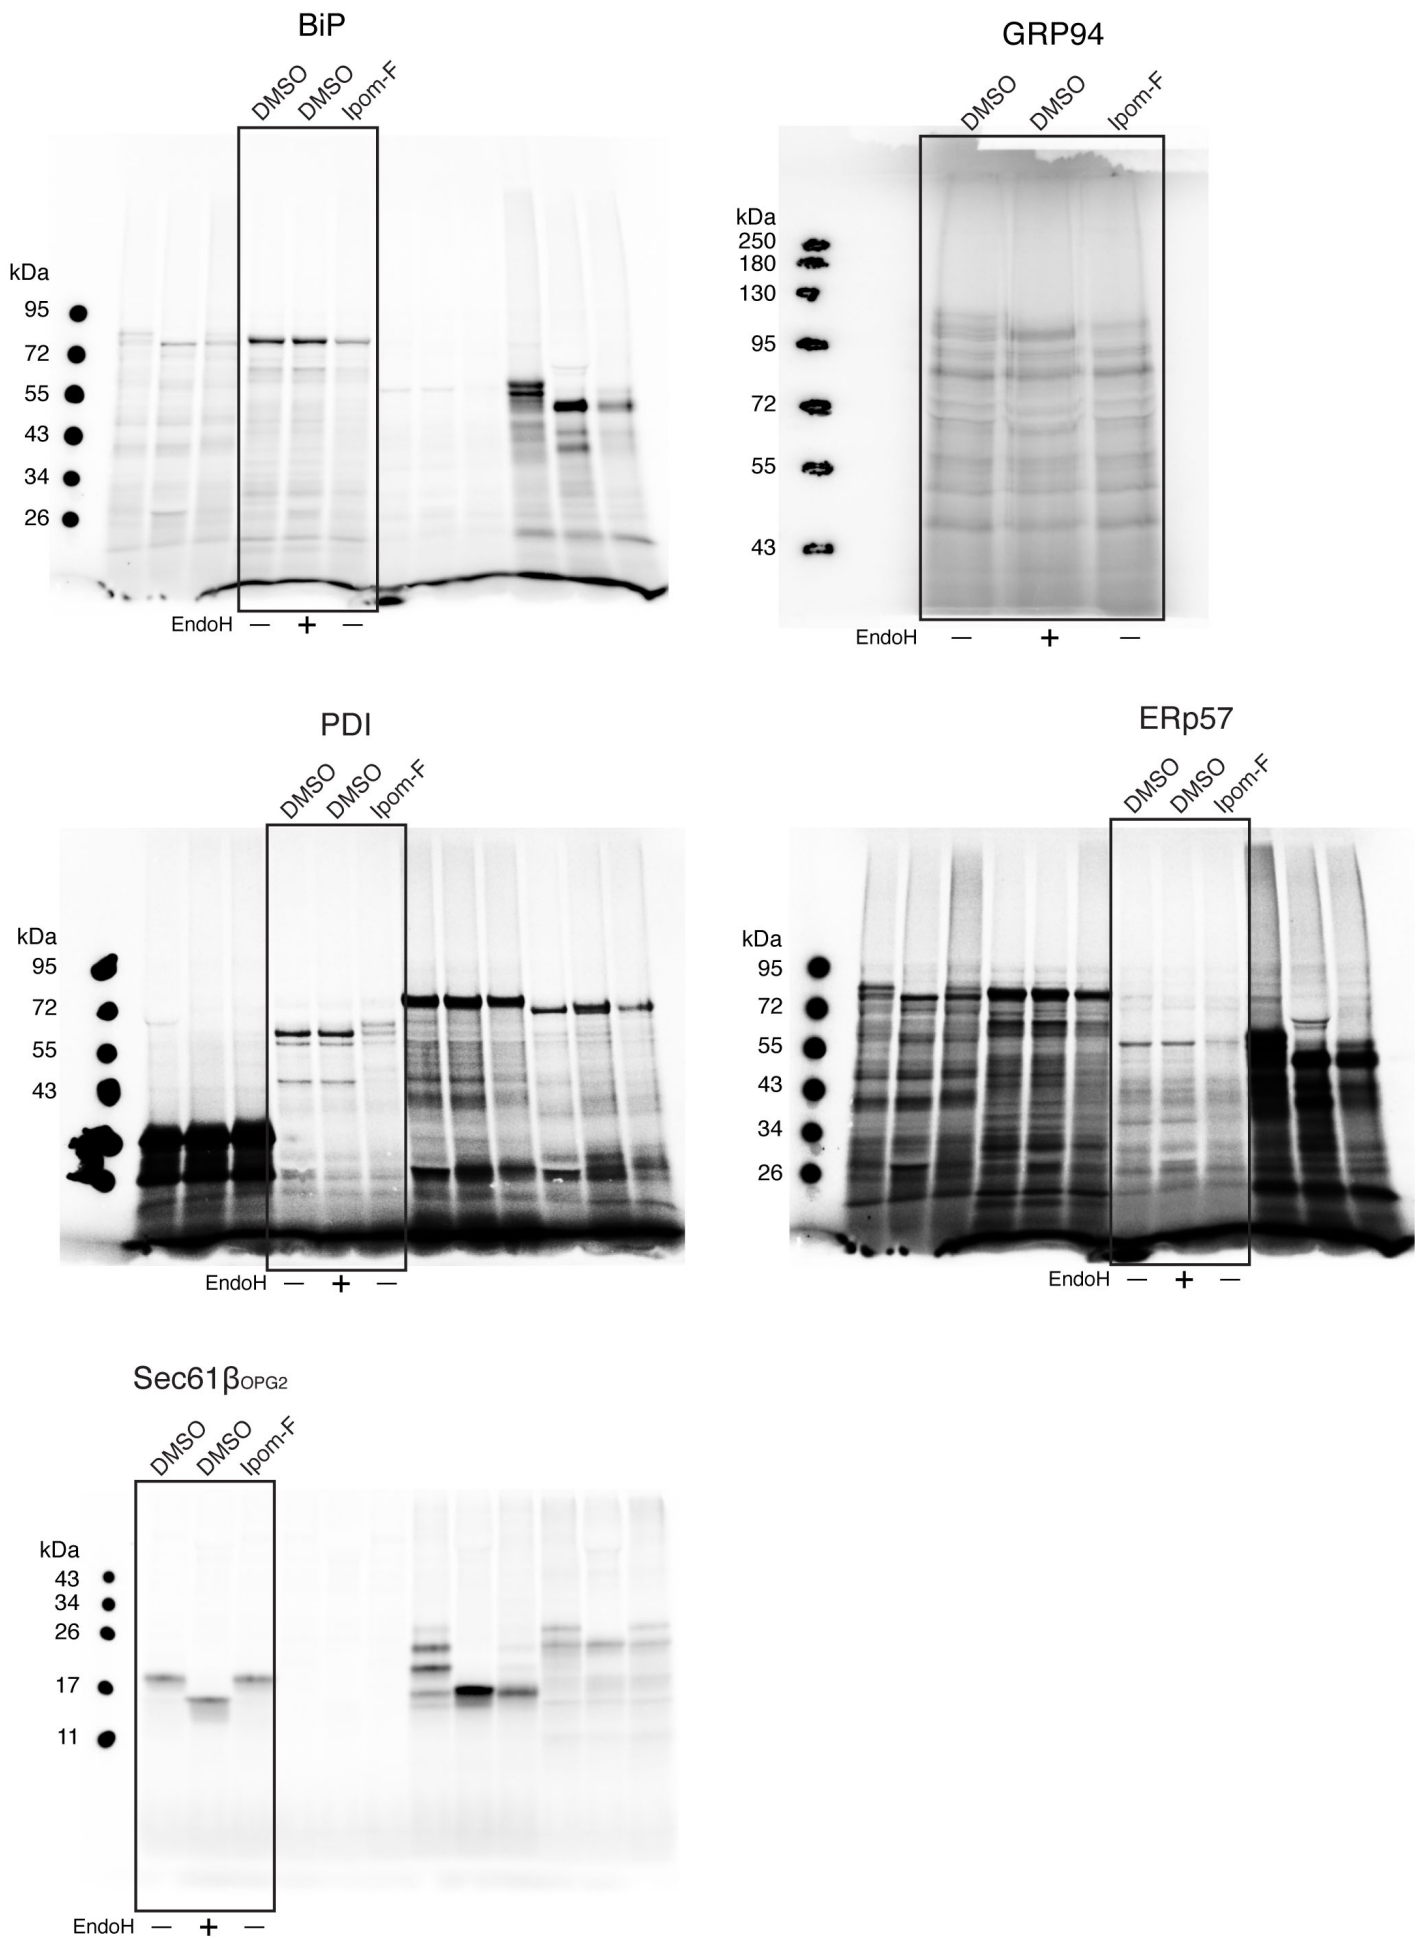 BiP
DMSO
DMSO
Ipom-F
kDa
95
72
55
43
34
26
EndoH — + —
GRP94
DMSO
DMSO
Ipom-F
kDa
250
180
130
95
72
55
43
EndoH — + —
PDI
DMSO
DMSO
Ipom-F
kDa
95
72
55
43
EndoH — + —
ERp57
DMSO
DMSO
Ipom-F
kDa
95
72
55
43
34
26
EndoH — + —
Sec61βOPG2
DMSO
DMSO
Ipom-F
kDa
43
34
26
17
11
EndoH — + —